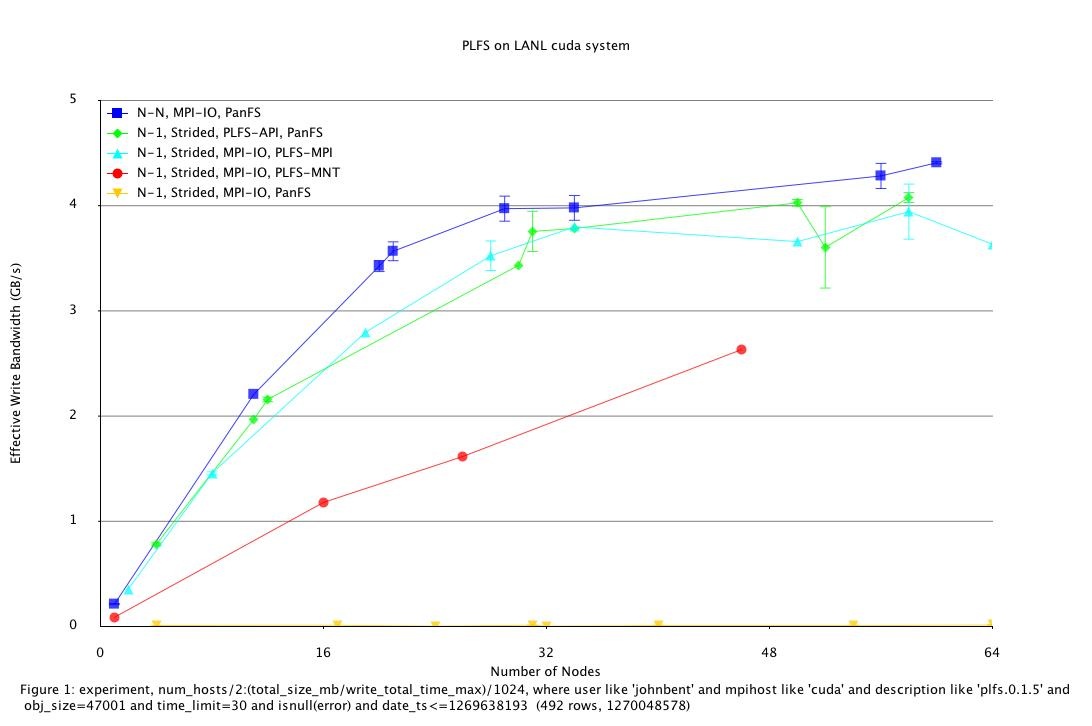 PLFS on LANL cuda system
5
N-N, MPI-IO, PanFS
N-1, Strided, PLFS-API, PanFS
N-1, Strided, MPI-IO, PLFS-MPI
N-1, Strided, MPI-IO, PLFS-MNT
N-1, Strided, MPI-IO, PanFS
4
3
2
1
0
Effective Write Bandwidth (GB/s)
0 16 32 48 64
Number of Nodes
Figure 1: experiment, num_hosts/2:(total_size_mb/write_total_time_max)/1024, where user like 'johnbent' and mpihost like 'cuda' and description like 'plfs.0.1.5' and
obj_size=47001 and time_limit=30 and isnull(error) and date_ts<=1269638193 (492 rows, 1270048578)